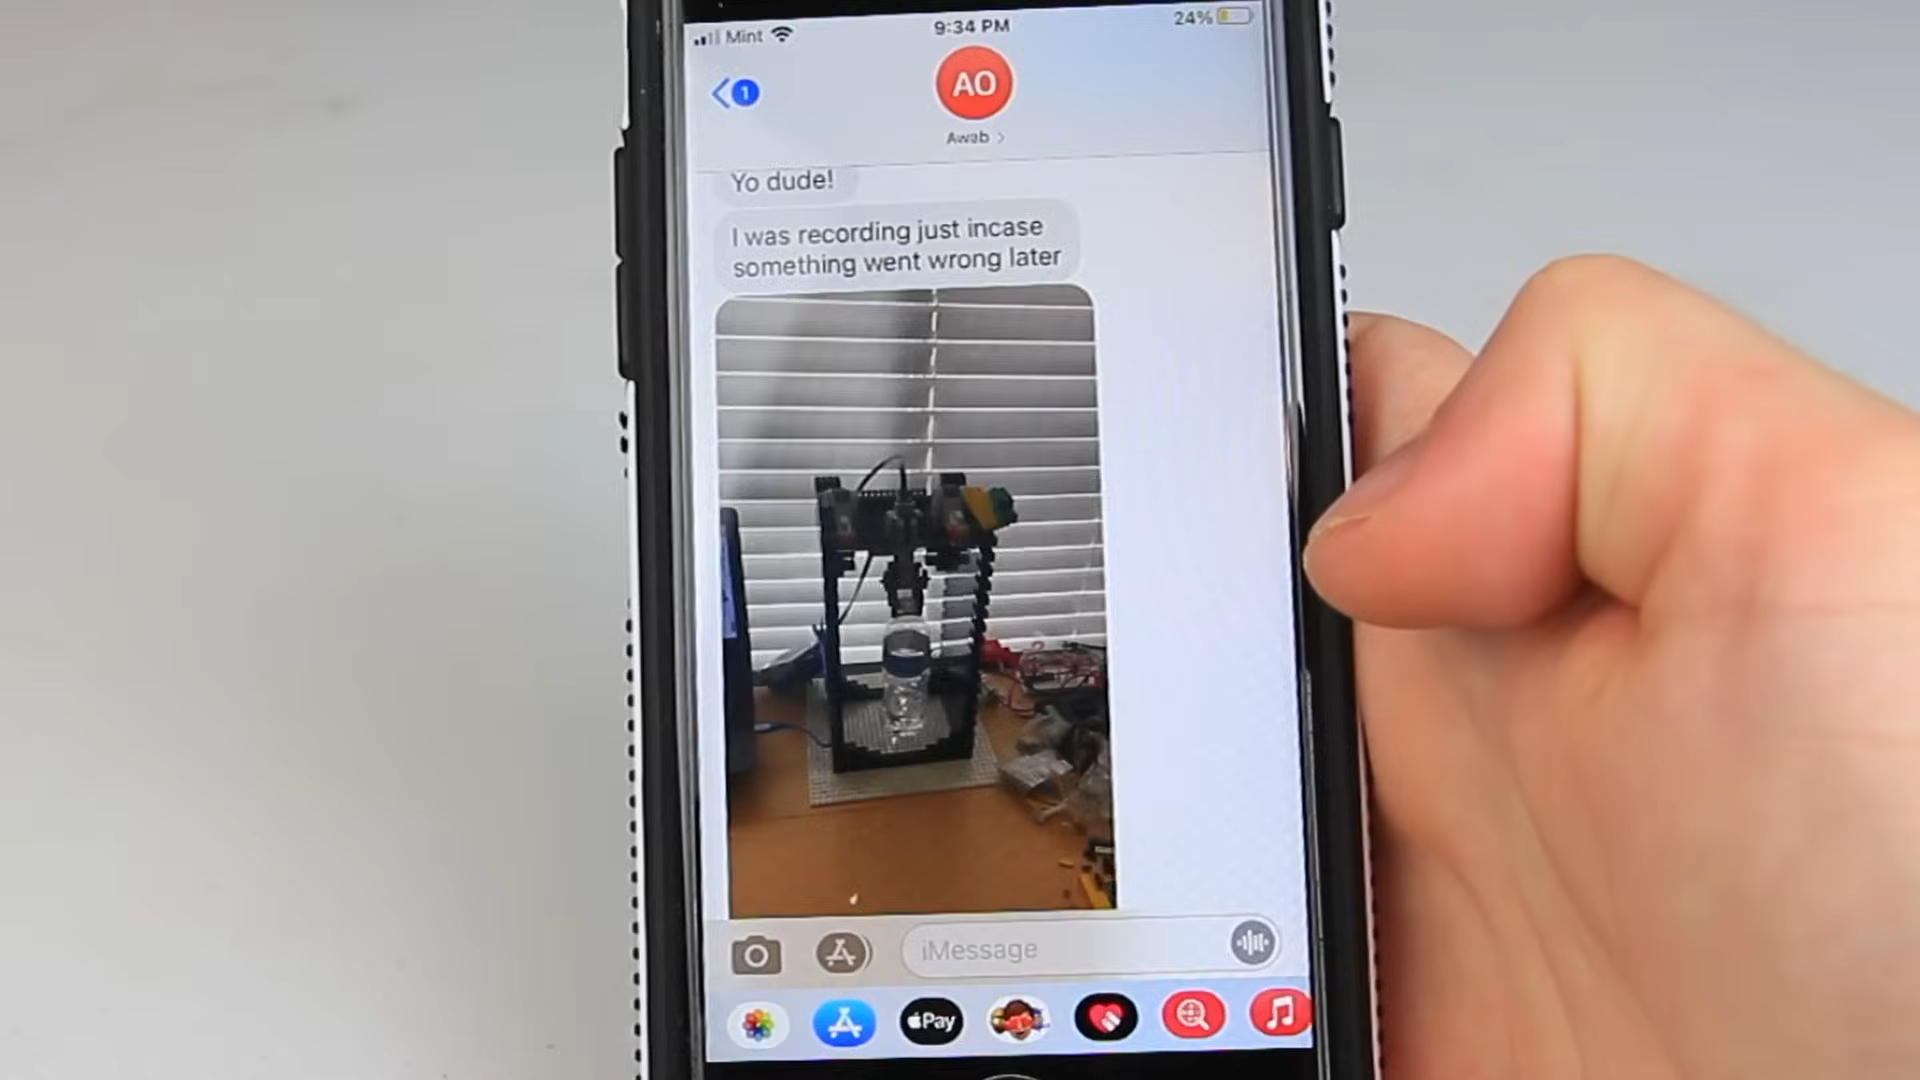 Mint
9:34 PM
24%
1
AO
Awab >
Yo dude!
I was recording just incase
something went wrong later
iMessage
Pay